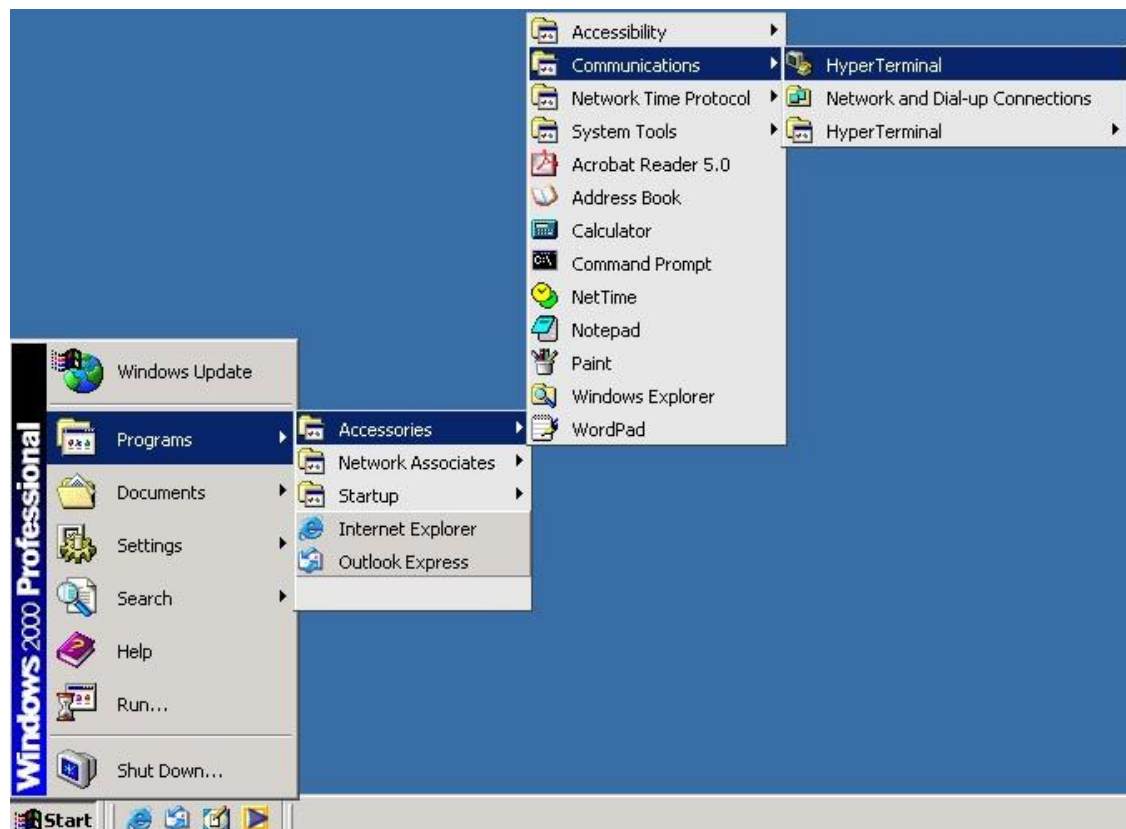 Windows 2000 Professional
Windows Update
Programs
Documents
Settings
Search
Help
Run...
Shut Down...
Start
Accessories
Network Associates
Startup
Internet Explorer
Outlook Express
Accessibility
Communications
Network Time Protocol
System Tools
Acrobat Reader 5.0
Address Book
Calculator
Command Prompt
NetTime
Notepad
Paint
Windows Explorer
WordPad
HyperTerminal
Network and Dial-up Connections
HyperTerminal